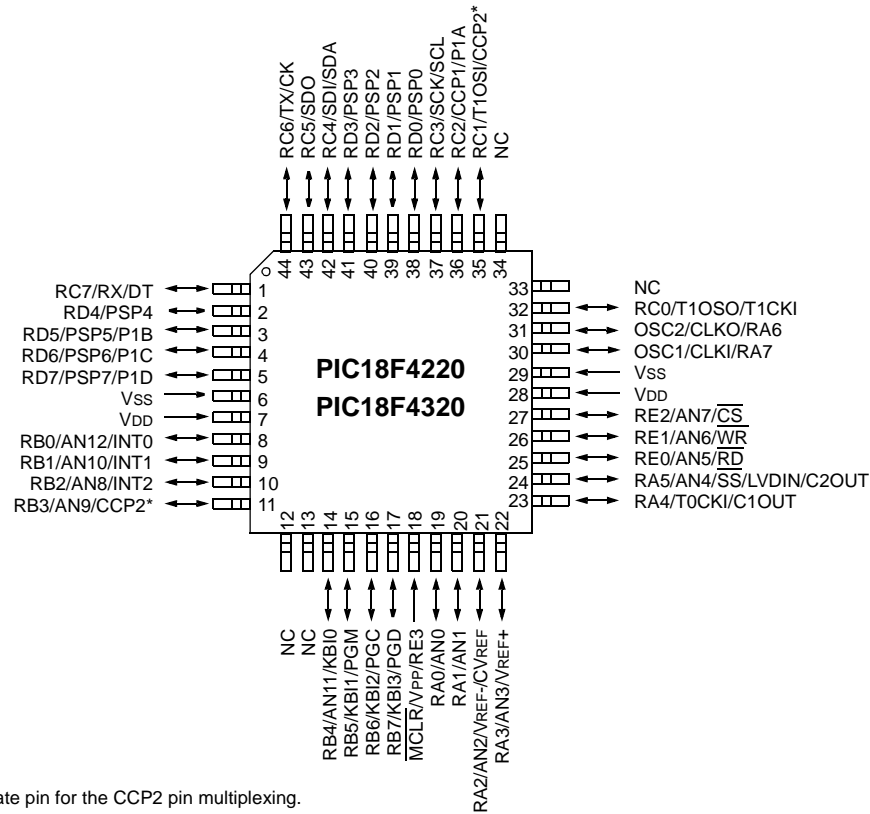 RC6/TX/CK
RC5/SDO
RC4/SDI/SDA
RD3/PSP3
RD2/PSP2
RD1/PSP1
RD0/PSP0
RC3/SCK/SCL
RC2/CCP1/P1A
RC1/T1OSI/CCP2*
NC
44
43
42
41
40
39
38
37
36
35
34
RC7/RX/DT
RD4/PSP4
RD5/PSP5/P1B
RD6/PSP6/P1C
RD7/PSP7/P1D
VSS
VDD
RB0/AN12/INT0
RB1/AN10/INT1
RB2/AN8/INT2
RB3/AN9/CCP2*
1
2
3
4
5
6
7
8
9
10
11
PIC18F4220
PIC18F4320
33
32
31
30
29
28
27
26
25
24
23
NC
RC0/T1OSO/T1CKI
OSC2/CLKO/RA6
OSC1/CLKI/RA7
VSS
VDD
RE2/AN7/CS
RE1/AN6/WR
RE0/AN5/RD
RA5/AN4/SS/LVDIN/C2OUT
RA4/T0CKI/C1OUT
12
13
14
15
16
17
18
19
20
21
22
NC
NC
RB4/AN11/KBI0
RB5/KBI1/PGM
RB6/KBI2/PGC
RB7/KBI3/PGD
MCLR/VPP/RE3
RA0/AN0
RA1/AN1
RA2/AN2/VREF-/CVREF
RA3/AN3/VREF+
ate pin for the CCP2 pin multiplexing.